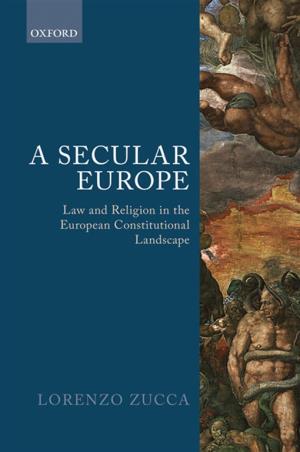 OXFORD
A SECULAR
EUROPE
Law and Religion in the
European Constitutional
Landscape
LORENZO ZUCCA